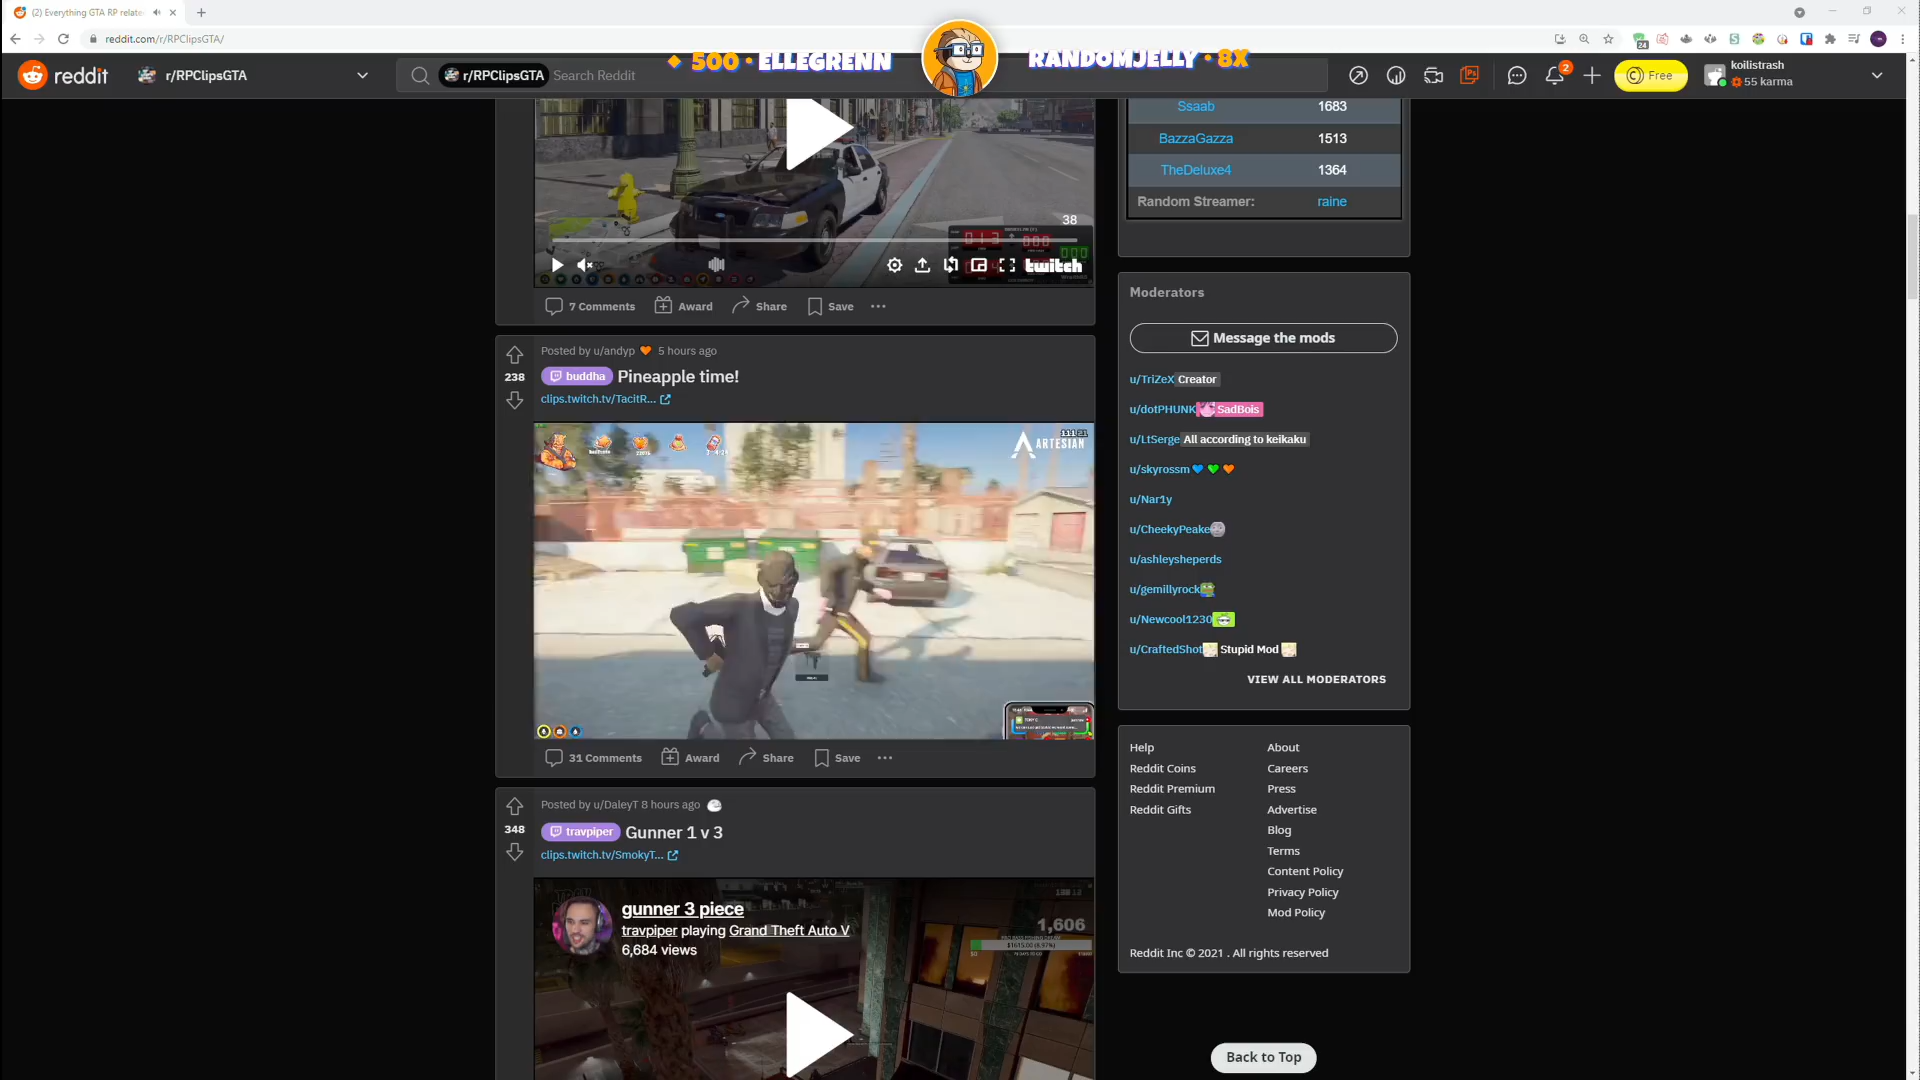 (2) Everything GTA RP relate
reddit.com/r/RPClipsGTA/
24
500 · ELLEGRENN
RANDOMJELLY · 8X
reddit
r/RPClipsGTA
r/RPClipsGTA
Search Reddit
2
Free
koilistrash
55 karma
Ssaab 1683
BazzaGazza 1513
TheDeluxe4 1364
Random Streamer: raine
38
twitch
7 Comments
Award
Share
Save
Posted by u/andyp 5 hours ago
238
buddha
Pineapple time!
clips.twitch.tv/TacitR...
ARTESIAN
31 Comments
Award
Share
Save
Posted by u/DaleyT 8 hours ago
348
travpiper
Gunner 1 v 3
clips.twitch.tv/SmokyT...
gunner 3 piece
travpiper playing Grand Theft Auto V
6,684 views
1,606
Moderators
Message the mods
u/TriZeX Creator
u/dotPHUNK SadBois
u/LtSerge All according to keikaku
u/skyrossm
u/Nar1y
u/CheekyPeake
u/ashleysheperds
u/gemillyrock
u/Newcool1230
u/CraftedShot Stupid Mod
VIEW ALL MODERATORS
Help
About
Reddit Coins
Careers
Reddit Premium
Press
Reddit Gifts
Advertise
Blog
Terms
Content Policy
Privacy Policy
Mod Policy
Reddit Inc © 2021 . All rights reserved
Back to Top